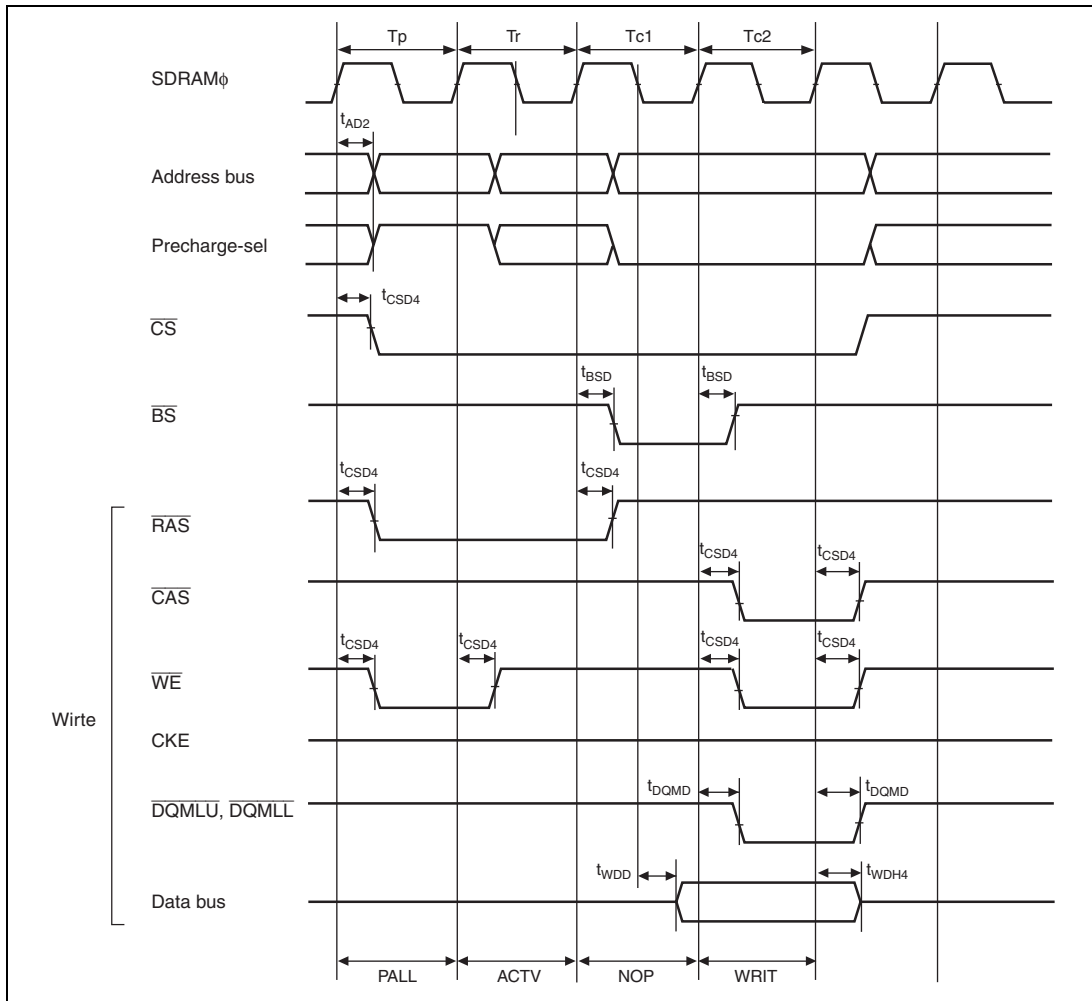 Tp Tr Tc1 Tc2
SDRAMϕ
tAD2
Address bus
Precharge-sel
tCSD4
CS
tBSD tBSD
BS
tCSD4 tCSD4
RAS
tCSD4 tCSD4
CAS
tCSD4 tCSD4 tCSD4 tCSD4
WE
Wirte
CKE
tDQMD tDQMD
DQMLU, DQMLL
tWDD tWDH4
Data bus
PALL ACTV NOP WRIT